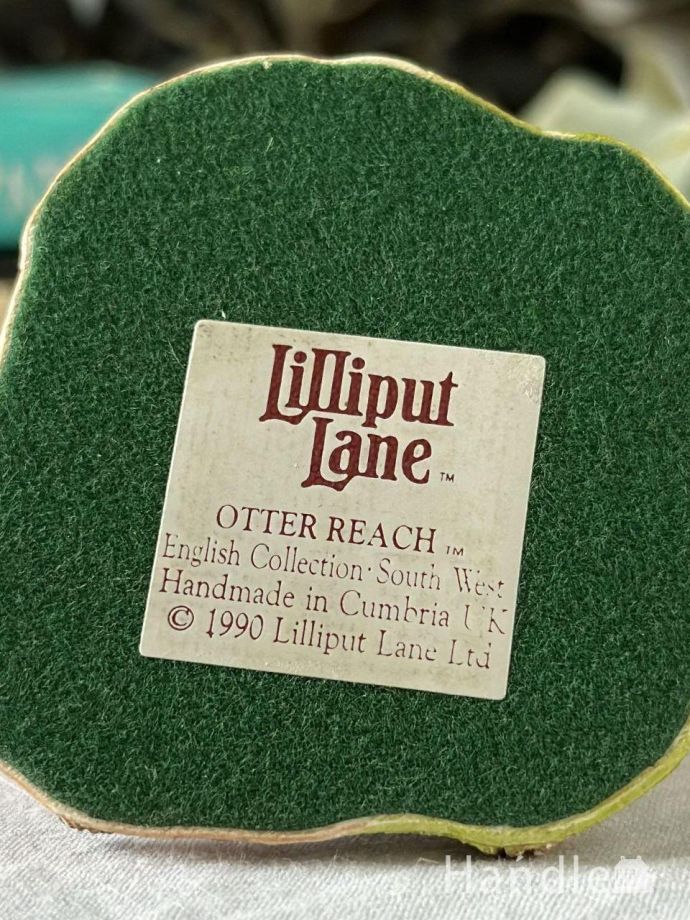 Lilliput
Lane™
OTTER REACH™
English Collection·South West
Handmade in Cumbria UK
© 1990 Lilliput Lane Ltd
Handle